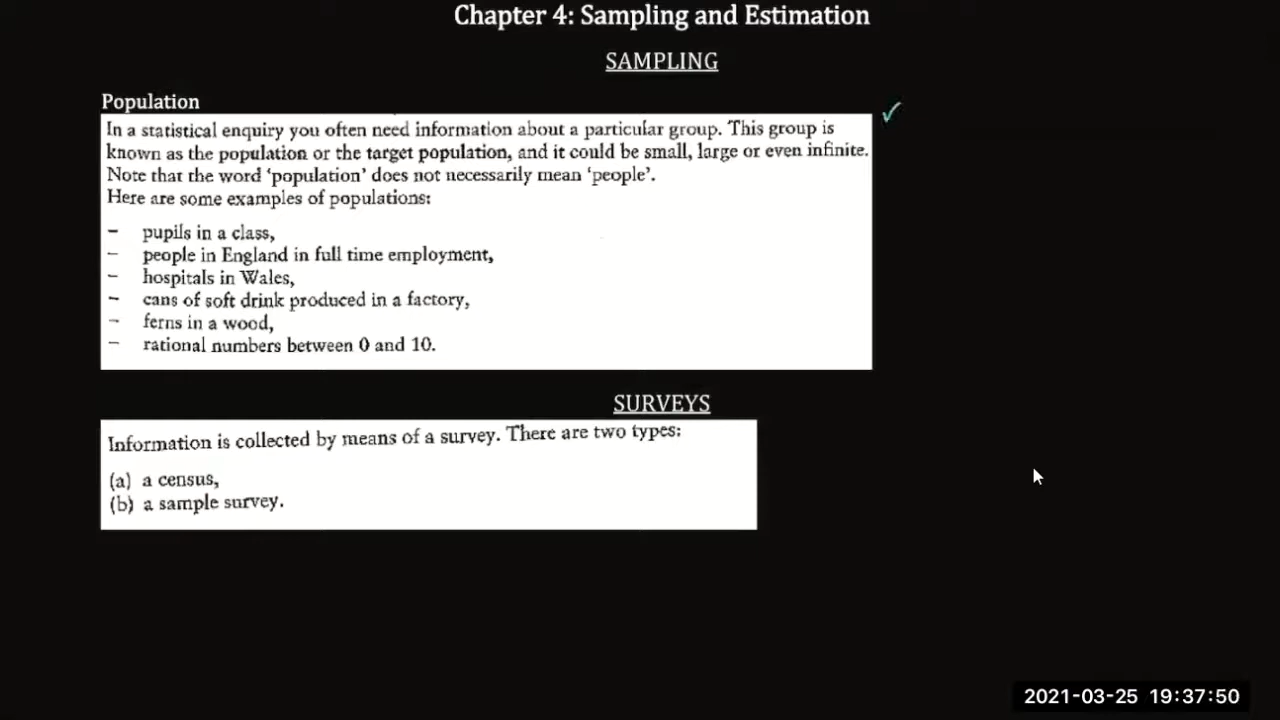 Chapter 4: Sampling and Estimation
SAMPLING
Population
In a statistical enquiry you often need information about a particular group. This group is
known as the population or the target population, and it could be small, large or even infinite.
Note that the word ‘population’ does not necessarily mean ‘people’.
Here are some examples of populations:
– pupils in a class,
– people in England in full time employment,
– hospitals in Wales,
– cans of soft drink produced in a factory,
– ferns in a wood,
– rational numbers between 0 and 10.
SURVEYS
Information is collected by means of a survey. There are two types:
(a) a census,
(b) a sample survey.
2021-03-25 19:37:50